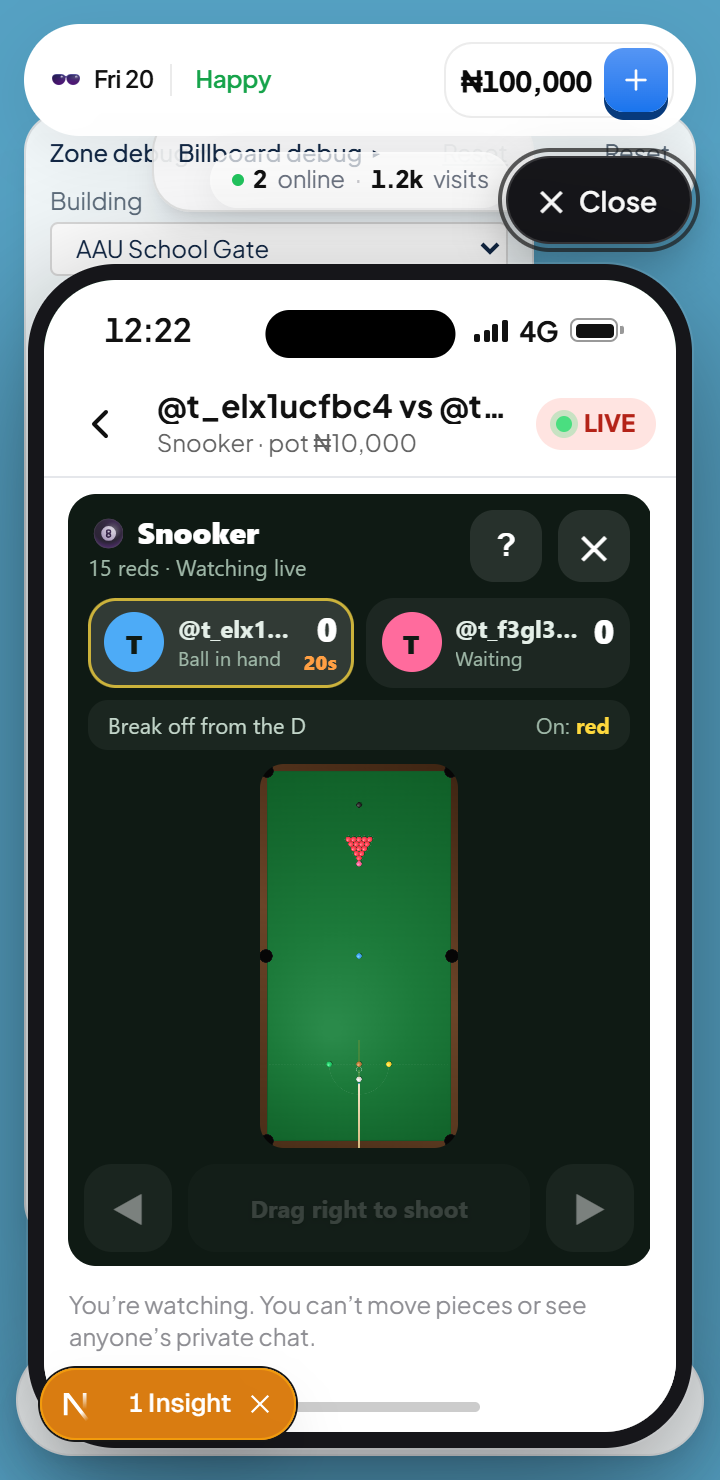 Fri 20
Happy
₦100,000
Zone debug
Billboard debug
Reset
Reset
2 online · 1.2k visits
Close
Building
AAU School Gate
12:22
4G
@t_elx1ucfbc4 vs @t…
Snooker · pot ₦10,000
LIVE
8 Snooker
?
15 reds · Watching live
T
@t_elx1… 0
Ball in hand 20s
T
@t_f3gl3… 0
Waiting
Break off from the D
On: red
Drag right to shoot
You’re watching. You can’t move pieces or see
anyone’s private chat.
N 1 Insight